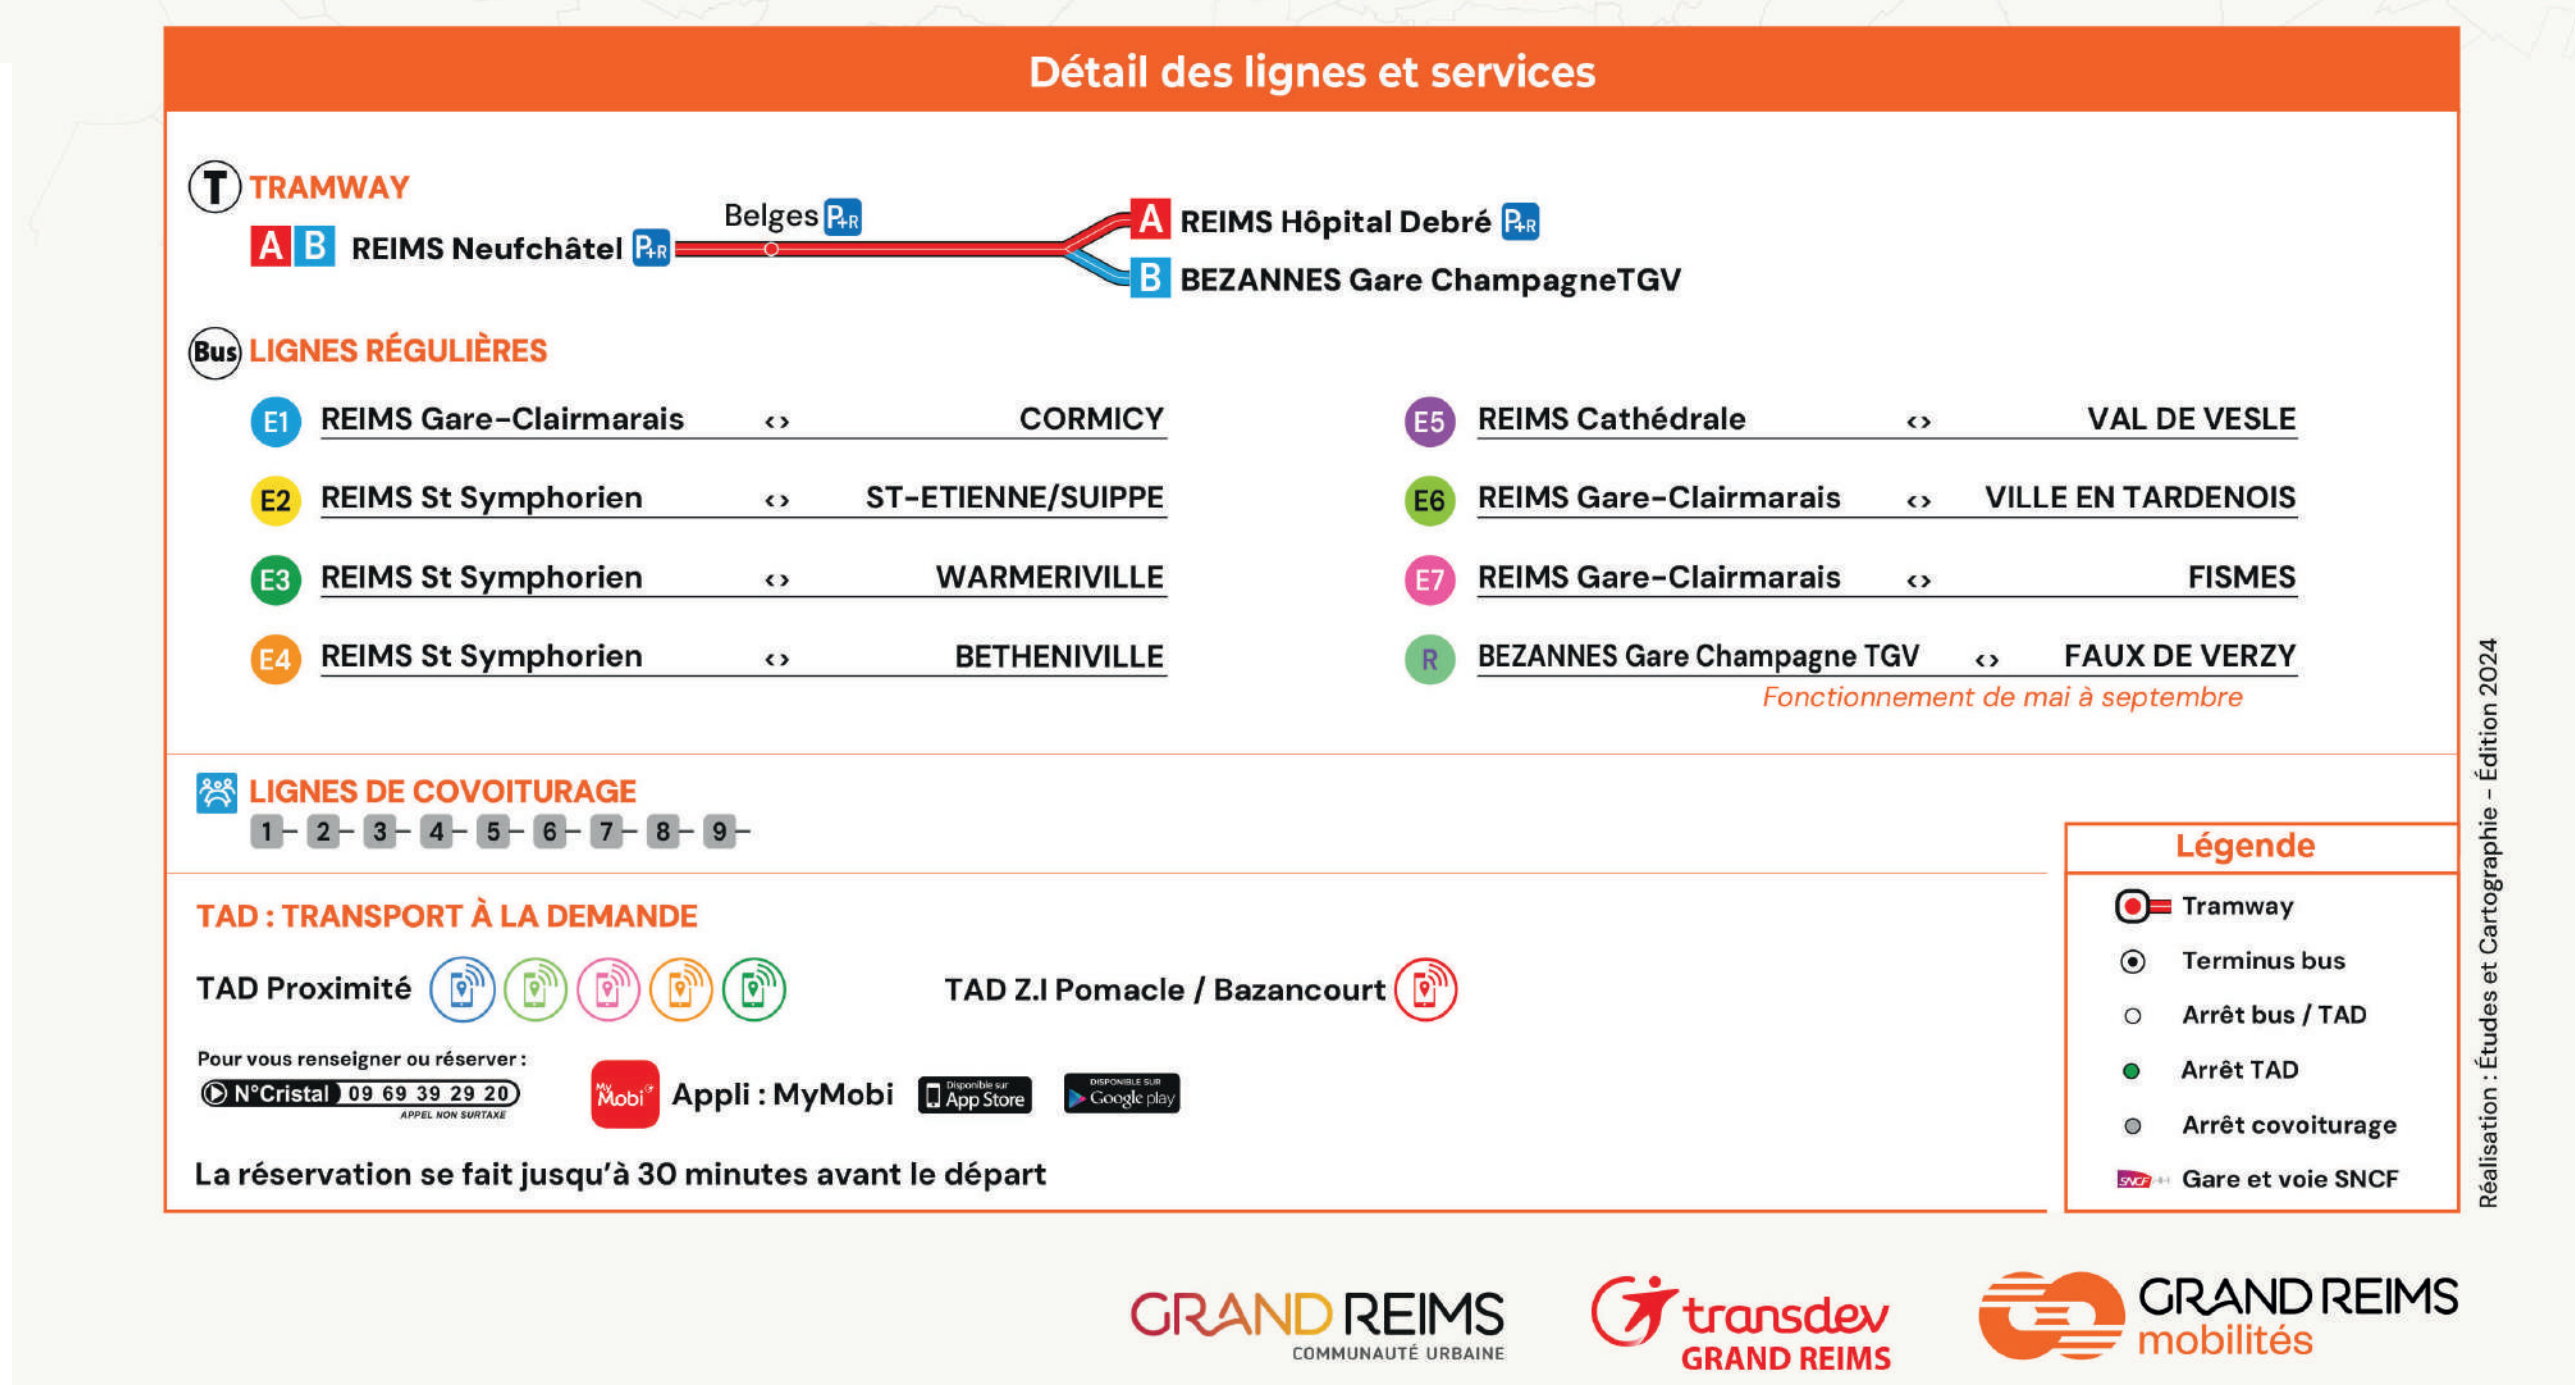 Détail des lignes et services
T TRAMWAY
A B REIMS Neufchâtel P+R
Belges P+R
A REIMS Hôpital Debré P+R
B BEZANNES Gare ChampagneTGV
Bus LIGNES RÉGULIÈRES
E1 REIMS Gare-Clairmarais <> CORMICY
E2 REIMS St Symphorien <> ST-ETIENNE/SUIPPE
E3 REIMS St Symphorien <> WARMERIVILLE
E4 REIMS St Symphorien <> BETHENIVILLE
E5 REIMS Cathédrale <> VAL DE VESLE
E6 REIMS Gare-Clairmarais <> VILLE EN TARDENOIS
E7 REIMS Gare-Clairmarais <> FISMES
R BEZANNES Gare Champagne TGV <> FAUX DE VERZY
Fonctionnement de mai à septembre
LIGNES DE COVOITURAGE
1 - 2 - 3 - 4 - 5 - 6 - 7 - 8 - 9 -
TAD : TRANSPORT À LA DEMANDE
TAD Proximité
TAD Z.I Pomacle / Bazancourt
Pour vous renseigner ou réserver :
N°Cristal 09 69 39 29 20
APPEL NON SURTAXE
My
Mobi
Appli : MyMobi
Disponible sur
App Store
DISPONIBLE SUR
Google play
La réservation se fait jusqu'à 30 minutes avant le départ
Légende
Tramway
Terminus bus
Arrêt bus / TAD
Arrêt TAD
Arrêt covoiturage
SNCF Gare et voie SNCF
Réalisation : Études et Cartographie - Édition 2024
GRAND REIMS
COMMUNAUTÉ URBAINE
transdev
GRAND REIMS
GRAND REIMS
mobilités